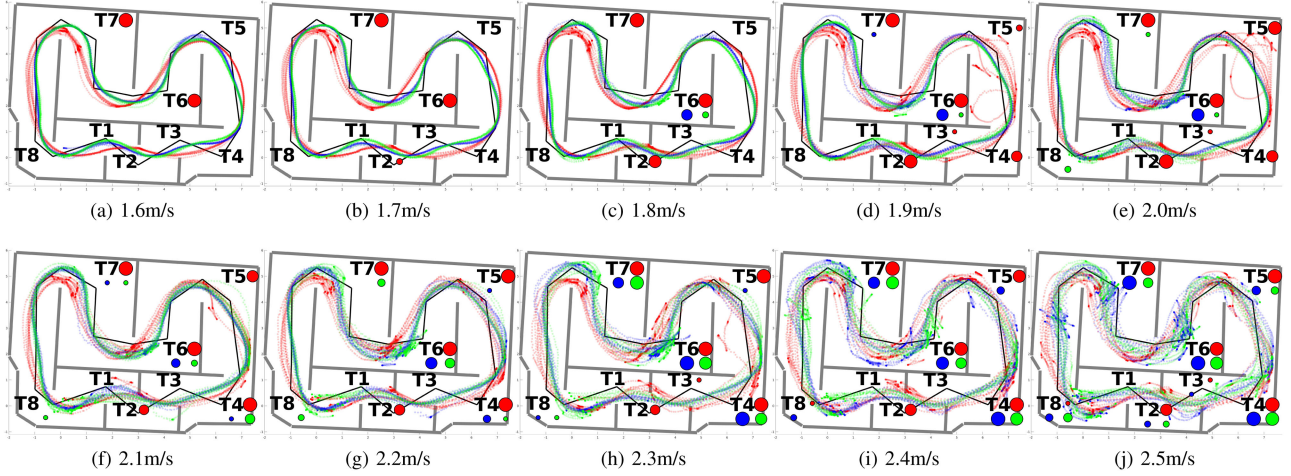 T7 T5 T6 T1 T3 T8 T2 T4
T7 T5 T6 T1 T3 T8 T2 T4
T7 T5 T6 T1 T3 T8 T2 T4
T7 T5 T6 T1 T3 T8 T2 T4
T7 T5 T6 T1 T3 T8 T2 T4
(a) 1.6m/s (b) 1.7m/s (c) 1.8m/s (d) 1.9m/s (e) 2.0m/s
T7 T5 T6 T1 T3 T8 T2 T4
T7 T5 T6 T1 T3 T8 T2 T4
T7 T5 T6 T1 T3 T8 T2 T4
T7 T5 T6 T1 T3 T8 T2 T4
T7 T5 T6 T1 T3 T8 T2 T4
(f) 2.1m/s (g) 2.2m/s (h) 2.3m/s (i) 2.4m/s (j) 2.5m/s